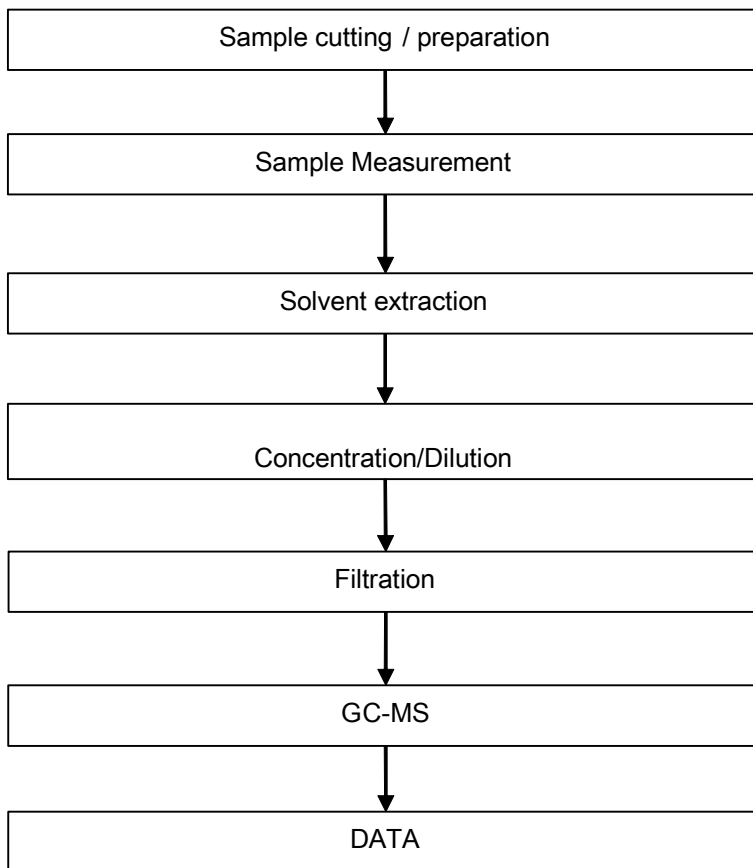 Sample cutting / preparation
Sample Measurement
Solvent extraction
Concentration/Dilution
Filtration
GC-MS
DATA